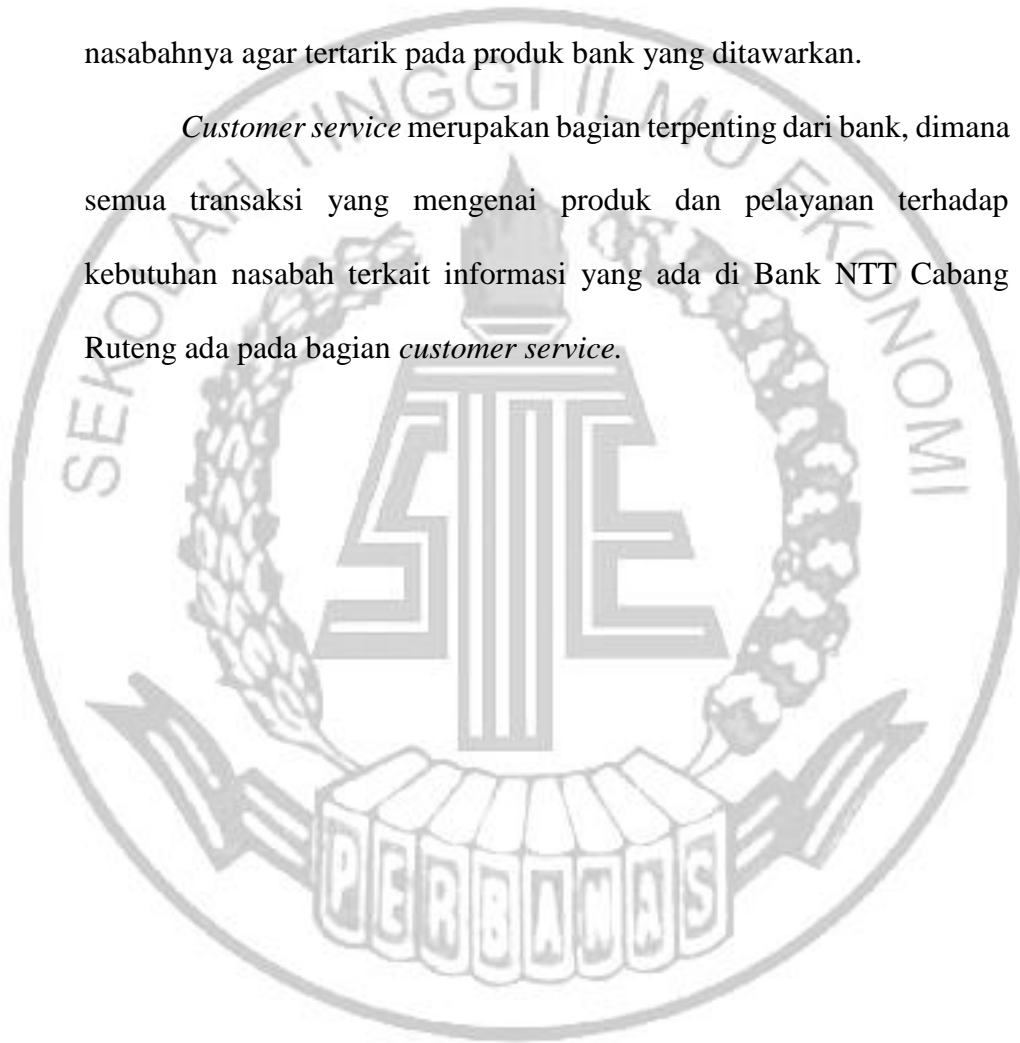 nasabahnya agar tertarik pada produk bank yang ditawarkan.
Customer service merupakan bagian terpenting dari bank, dimana
semua transaksi yang mengenai produk dan pelayanan terhadap
kebutuhan nasabah terkait informasi yang ada di Bank NTT Cabang
Ruteng ada pada bagian customer service.
SEKOLAH TINGGI ILMU EKONOMI
STIE
PERBANAS